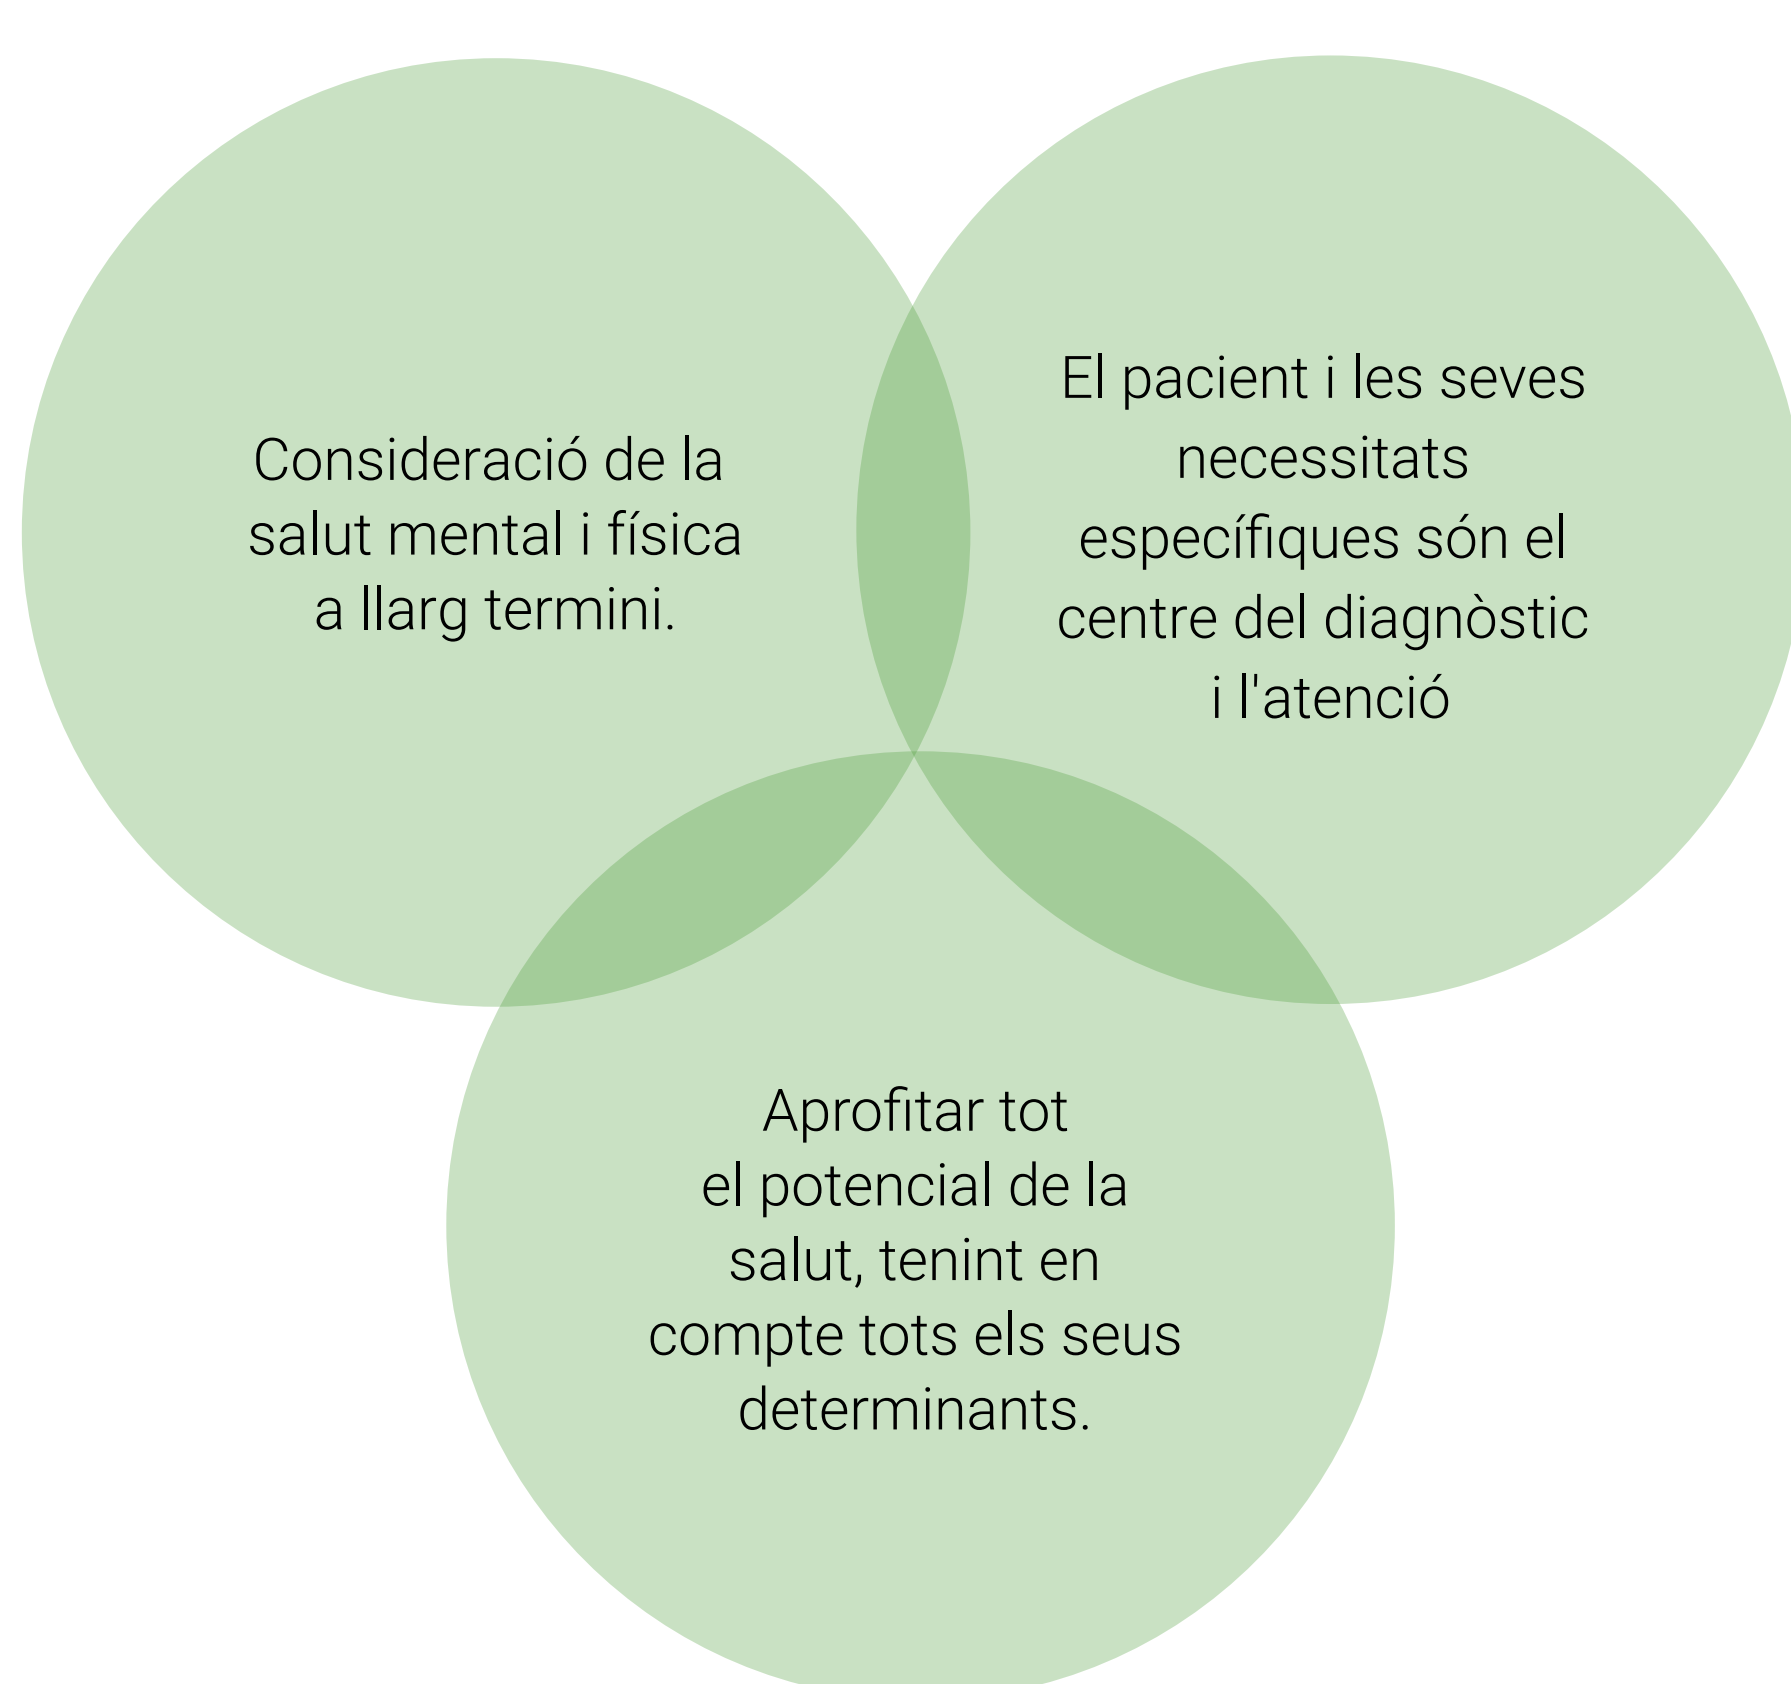 Consideració de la
salut mental i física
a llarg termini.
El pacient i les seves
necessitats
específiques són el
centre del diagnòstic
i l'atenció
Aprofitar tot
el potencial de la
salut, tenint en
compte tots els seus
determinants.